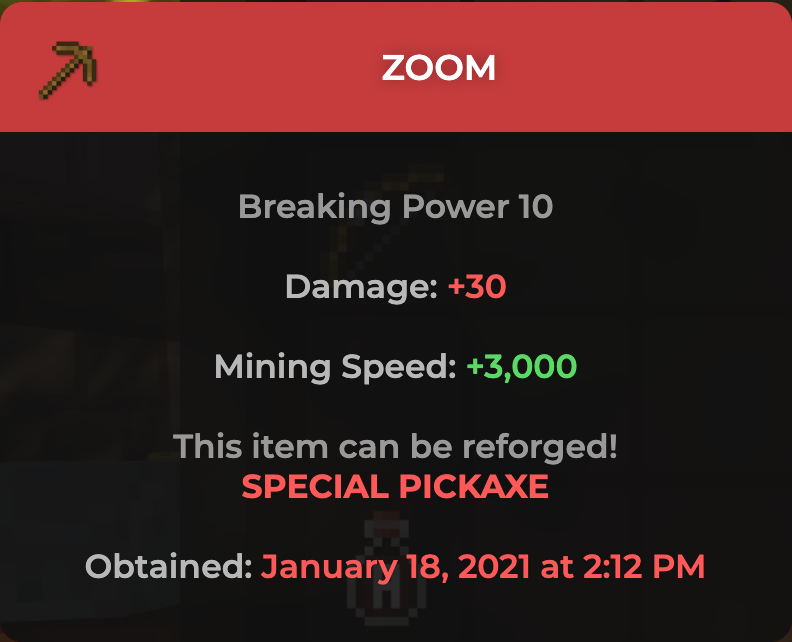 ZOOM
Breaking Power 10
Damage: +30
Mining Speed: +3,000
This item can be reforged!
SPECIAL PICKAXE
Obtained: January 18, 2021 at 2:12 PM